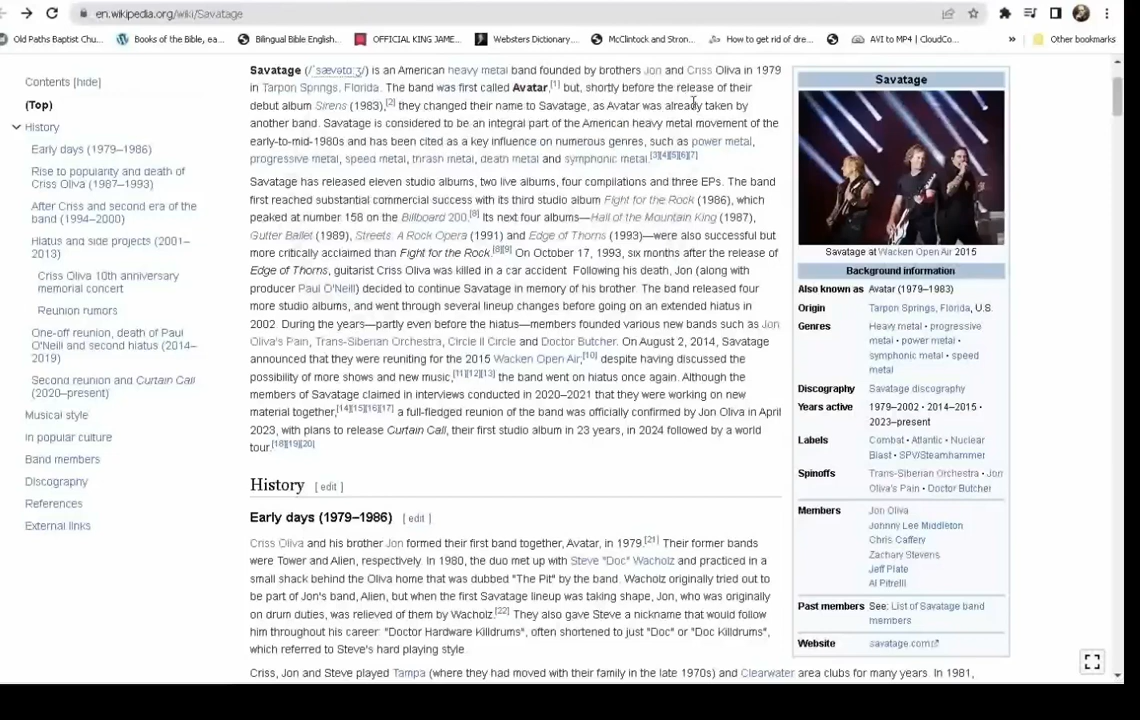 en.wikipedia.org/wiki/Savatage
Old Paths Baptist Chu...
Books of the Bible, ea...
Bilingual Bible English...
OFFICIAL KING JAME...
Websters Dictionary...
McClintock and Stron...
How to get rid of dre...
AVI to MP4 | CloudCo...
»
Other bookmarks
Contents [hide]
(Top)
History
Early days (1979–1986)
Rise to popularity and death of
Criss Oliva (1987–1993)
After Criss and second era of the
band (1994–2000)
Hiatus and side projects (2001–
2013)
Criss Oliva 10th anniversary
memorial concert
Reunion rumors
One-off reunion, death of Paul
O'Neill and second hiatus (2014–
2019)
Second reunion and Curtain Call
(2020–present)
Musical style
In popular culture
Band members
Discography
References
External links
Savatage (/ˈsævətɑːʒ/) is an American heavy metal band founded by brothers Jon and Criss Oliva in 1979
in Tarpon Springs, Florida. The band was first called Avatar,[1] but, shortly before the release of their
debut album Sirens (1983),[2] they changed their name to Savatage, as Avatar was already taken by
another band. Savatage is considered to be an integral part of the American heavy metal movement of the
early-to-mid-1980s and has been cited as a key influence on numerous genres, such as power metal,
progressive metal, speed metal, thrash metal, death metal and symphonic metal.[3][4][5][6][7]
Savatage has released eleven studio albums, two live albums, four compilations and three EPs. The band
first reached substantial commercial success with its third studio album Fight for the Rock (1986), which
peaked at number 158 on the Billboard 200.[8] Its next four albums—Hall of the Mountain King (1987),
Gutter Ballet (1989), Streets: A Rock Opera (1991) and Edge of Thorns (1993)—were also successful but
more critically acclaimed than Fight for the Rock.[8][9] On October 17, 1993, six months after the release of
Edge of Thorns, guitarist Criss Oliva was killed in a car accident. Following his death, Jon (along with
producer Paul O'Neill) decided to continue Savatage in memory of his brother. The band released four
more studio albums, and went through several lineup changes before going on an extended hiatus in
2002. During the years—partly even before the hiatus—members founded various new bands such as Jon
Oliva's Pain, Trans-Siberian Orchestra, Circle II Circle and Doctor Butcher. On August 2, 2014, Savatage
announced that they were reuniting for the 2015 Wacken Open Air,[10] despite having discussed the
possibility of more shows and new music,[11][12][13] the band went on hiatus once again. Although the
members of Savatage claimed in interviews conducted in 2020–2021 that they were working on new
material together,[14][15][16][17] a full-fledged reunion of the band was officially confirmed by Jon Oliva in April
2023, with plans to release Curtain Call, their first studio album in 23 years, in 2024 followed by a world
tour.[18][19][20]
History [ edit ]
Early days (1979–1986) [ edit ]
Criss Oliva and his brother Jon formed their first band together, Avatar, in 1979.[21] Their former bands
were Tower and Alien, respectively. In 1980, the duo met up with Steve "Doc" Wacholz and practiced in a
small shack behind the Oliva home that was dubbed "The Pit" by the band. Wacholz originally tried out to
be part of Jon's band, Alien, but when the first Savatage lineup was taking shape, Jon, who was originally
on drum duties, was relieved of them by Wacholz.[22] They also gave Steve a nickname that would follow
him throughout his career: "Doctor Hardware Killdrums", often shortened to just "Doc" or "Doc Killdrums",
which referred to Steve's hard playing style.
Criss, Jon and Steve played Tampa (where they had moved with their family in the late 1970s) and Clearwater area clubs for many years. In 1981,
Savatage
Savatage at Wacken Open Air 2015
Background information
Also known as Avatar (1979–1983)
Origin Tarpon Springs, Florida, U.S.
Genres Heavy metal • progressive
metal • power metal •
symphonic metal • speed
metal
Discography Savatage discography
Years active 1979–2002 • 2014–2015 •
2023–present
Labels Combat • Atlantic • Nuclear
Blast • SPV/Steamhammer
Spinoffs Trans-Siberian Orchestra • Jon
Oliva's Pain • Doctor Butcher
Members Jon Oliva
Johnny Lee Middleton
Chris Caffery
Zachary Stevens
Jeff Plate
Al Pitrelli
Past members See: List of Savatage band
members
Website savatage.com